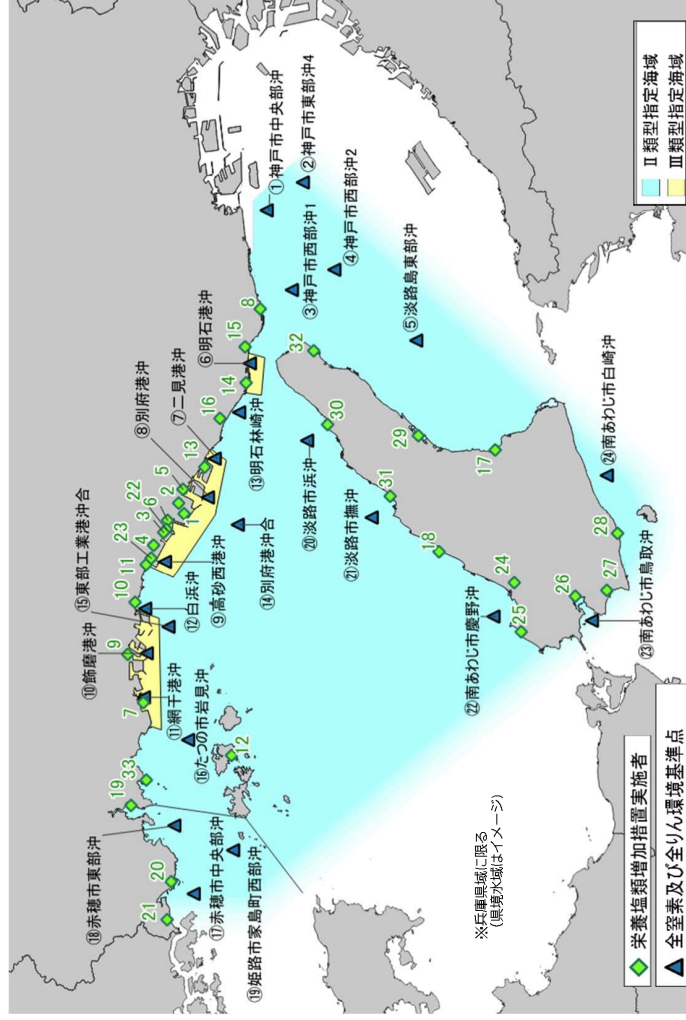 ⑱赤穂市東部沖
21
20
19
33
⑰赤穂市中央部沖
⑲姫路市家島町西部沖
7
⑪網干港沖
⑯たつの市岩見沖
12
⑩飾磨港沖
9
10
⑫白浜沖
⑨高砂西港沖
⑮東部工業港沖合
11
23
4
3
6
22
1
2
5
⑧別府港沖
13
⑦二見港沖
⑭別府港沖合
16
14
⑬明石林崎沖
⑥明石港沖
15
8
③神戸市西部沖1
①神戸市中央部沖
②神戸市東部沖4
④神戸市西部沖2
⑤淡路島東部沖
32
30
29
⑳淡路市浜沖
31
㉑淡路市撫沖
18
17
24
25
㉒南あわじ市慶野沖
26
27
28
㉓南あわじ市鳥取沖
㉔南あわじ市白崎沖
※兵庫県域に限る
(県境水域はイメージ)
栄養塩類増加措置実施者
全窒素及び全りん環境基準点
Ⅱ類型指定海域
Ⅲ類型指定海域